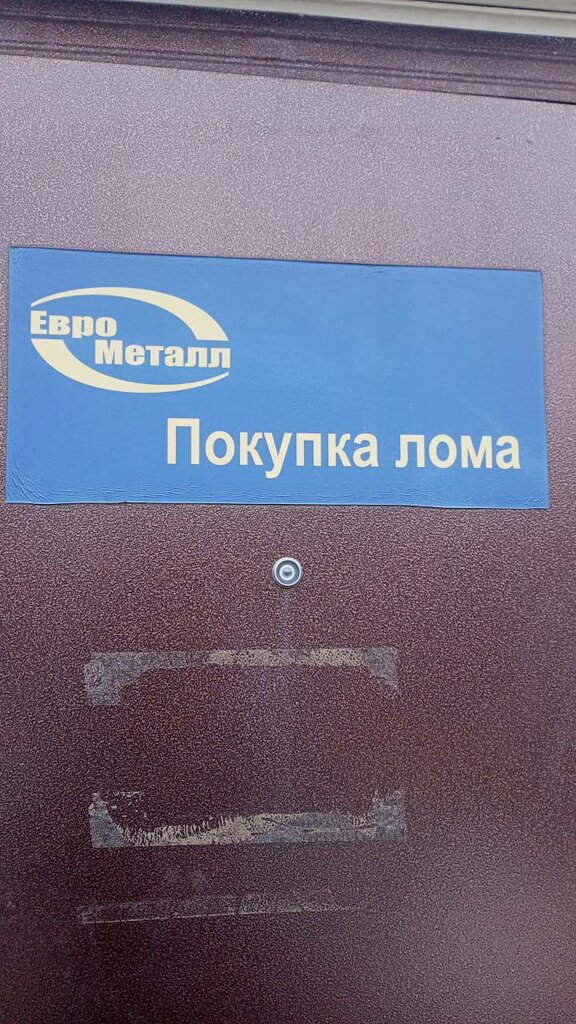 Евро
Металл
Покупка лома